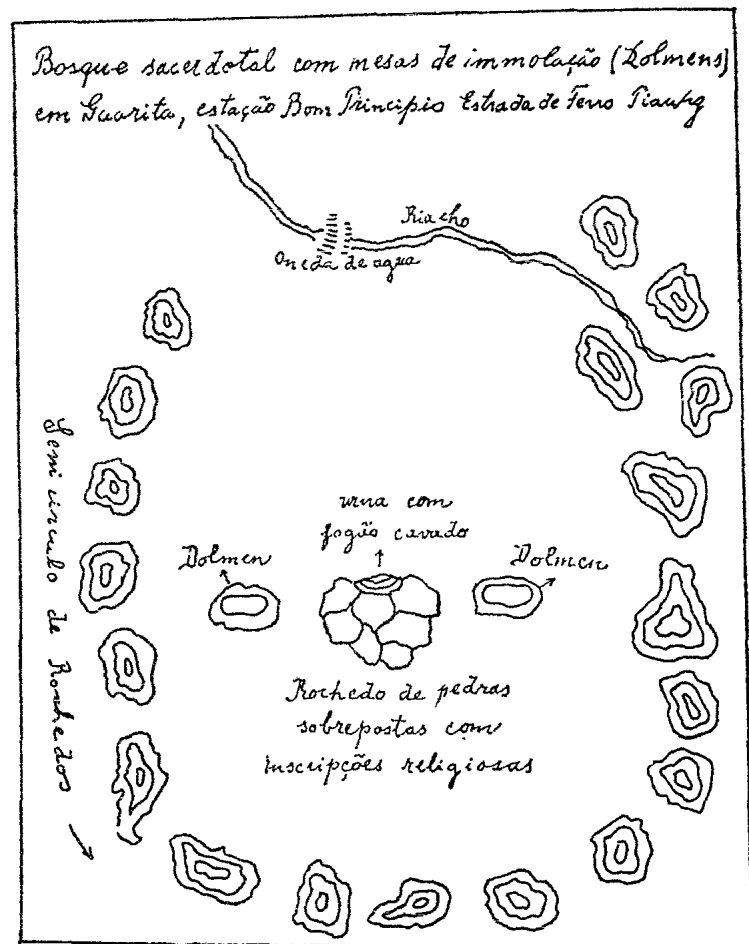 Bosque sacerdotal com mesas de immolação (Dolmens)
em Guarita, estação Bom Principio Estrada de Ferro Piauhy
Riacho
de agua
Semi circulo de Rochedos
urna com
fogão cavado
Dolmen
Dolmen
Rochedo de pedras
sobrepostas com
inscripções religiosas